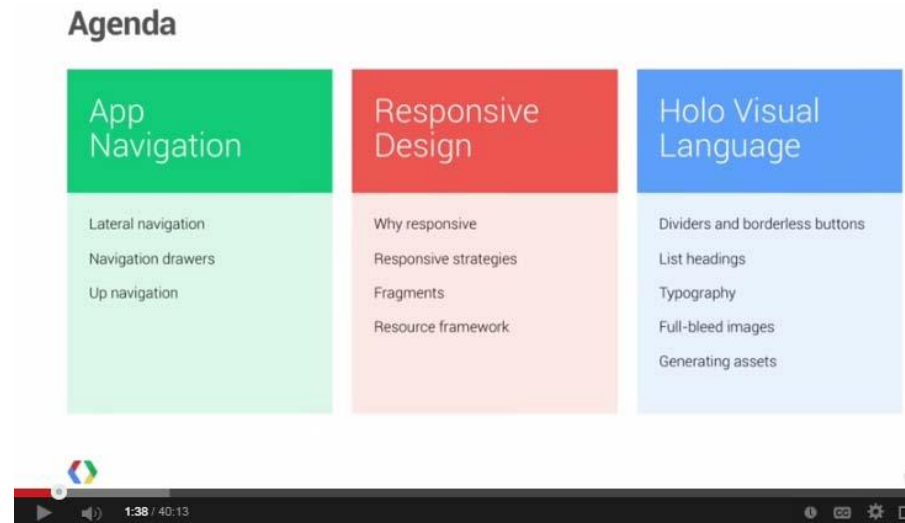 Agenda
App
Navigation
Lateral navigation
Navigation drawers
Up navigation
Responsive
Design
Why responsive
Responsive strategies
Fragments
Resource framework
Holo Visual
Language
Dividers and borderless buttons
List headings
Typography
Full-bleed images
Generating assets
1:38 / 40:13
CC